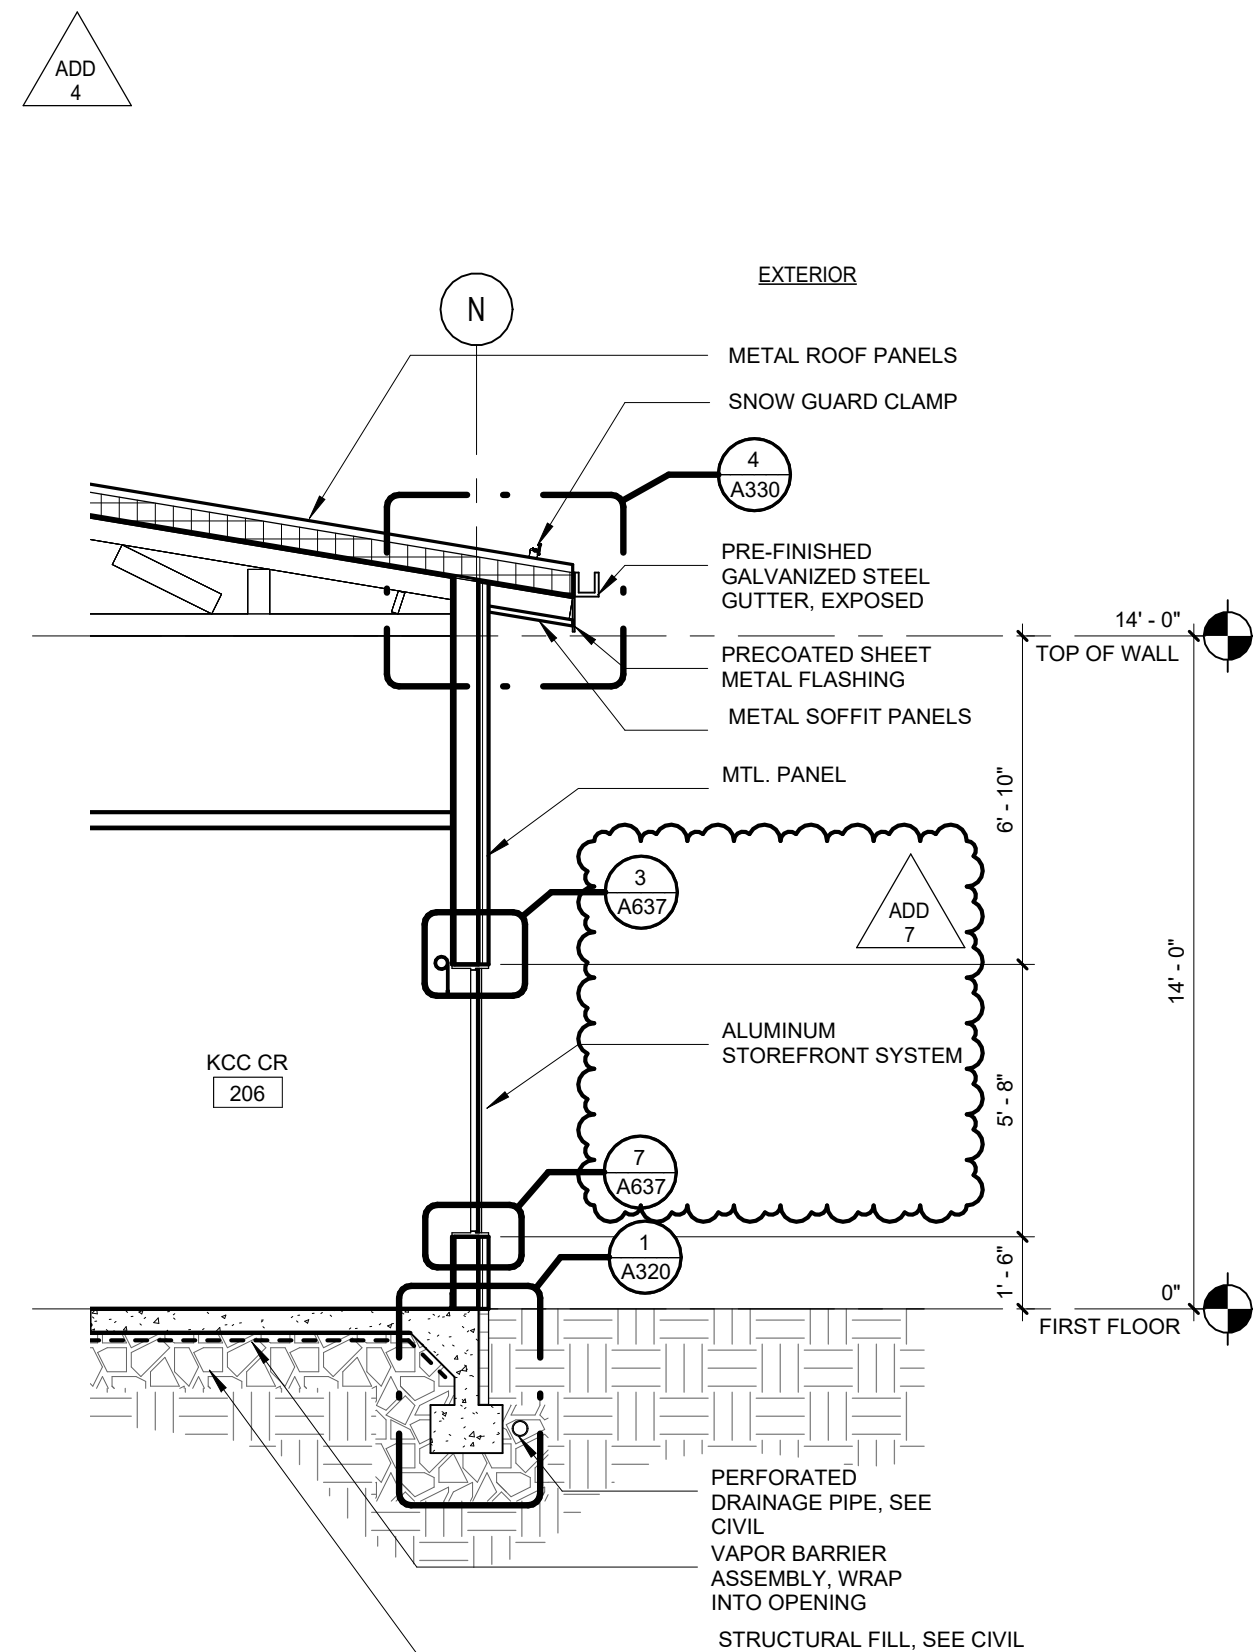 ADD
4
EXTERIOR
N
METAL ROOF PANELS
SNOW GUARD CLAMP
4
A330
PRE-FINISHED
GALVANIZED STEEL
GUTTER, EXPOSED
14' - 0"
TOP OF WALL
PRECOATED SHEET
METAL FLASHING
METAL SOFFIT PANELS
MTL. PANEL
6' - 10"
3
A637
ADD
7
14' - 0"
ALUMINUM
STOREFRONT SYSTEM
KCC CR
206
5' - 8"
7
A637
1
A320
1' - 6"
0"
FIRST FLOOR
PERFORATED
DRAINAGE PIPE, SEE
CIVIL
VAPOR BARRIER
ASSEMBLY, WRAP
INTO OPENING
STRUCTURAL FILL, SEE CIVIL